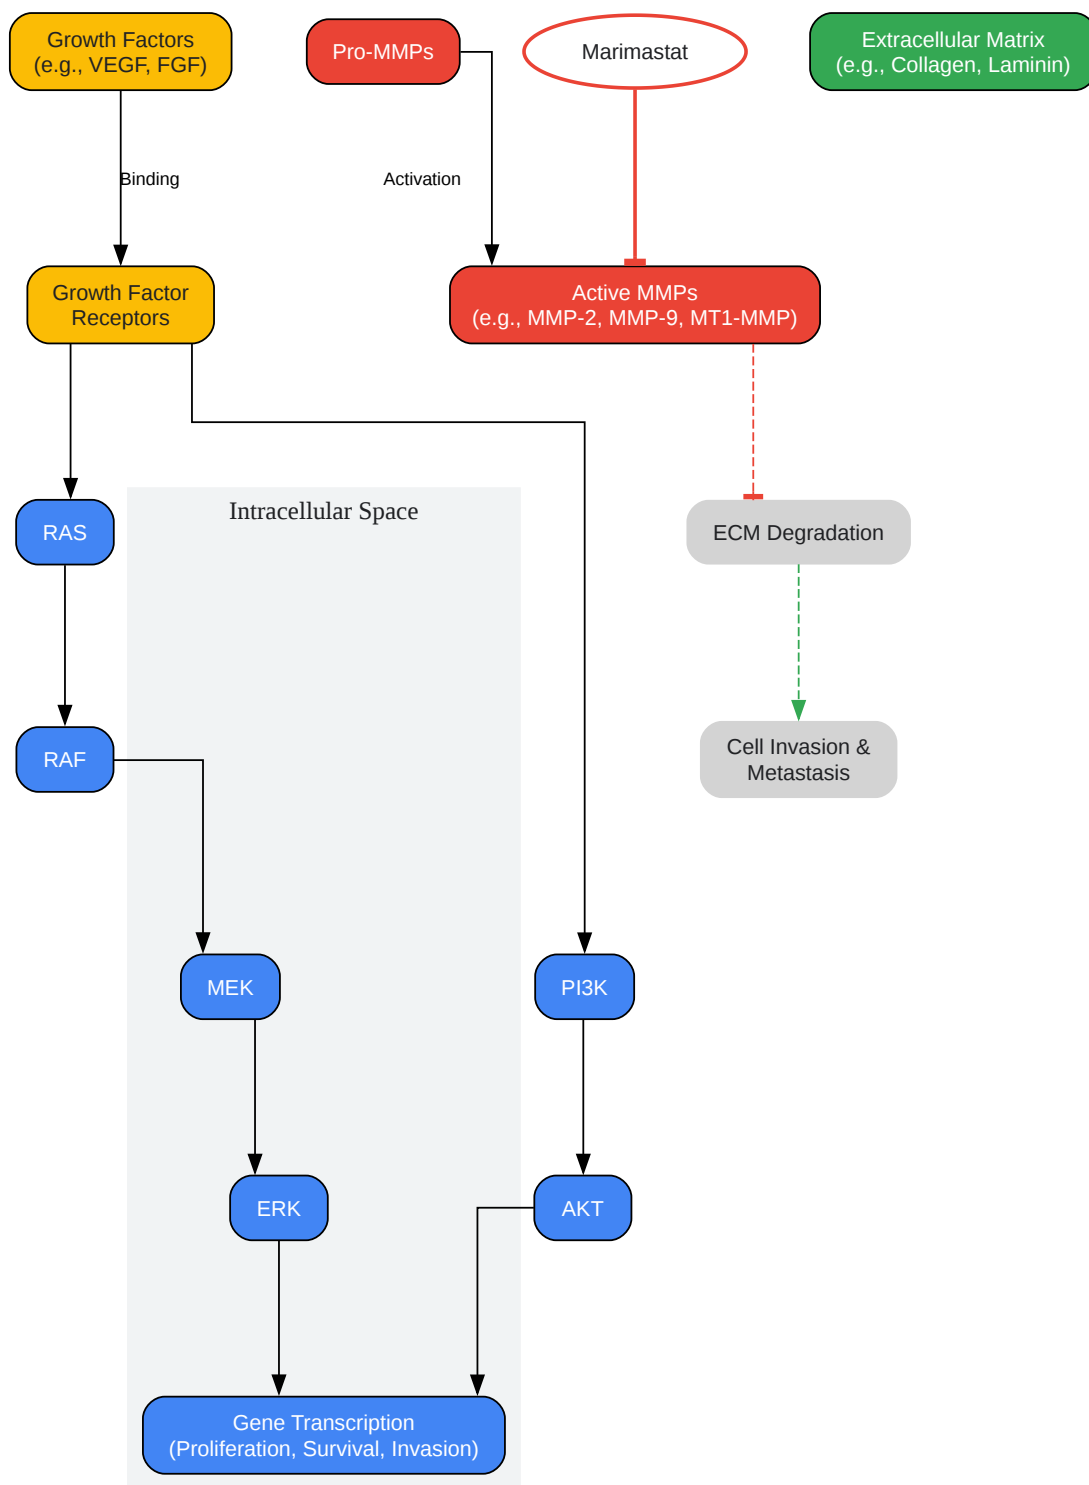 Growth Factors
(e.g., VEGF, FGF)
Pro-MMPs
Marimastat
Extracellular Matrix
(e.g., Collagen, Laminin)
Binding
Activation
Growth Factor
Receptors
Active MMPs
(e.g., MMP-2, MMP-9, MT1-MMP)
Intracellular Space
RAS
ECM Degradation
RAF
Cell Invasion &
Metastasis
MEK
PI3K
ERK
AKT
Gene Transcription
(Proliferation, Survival, Invasion)